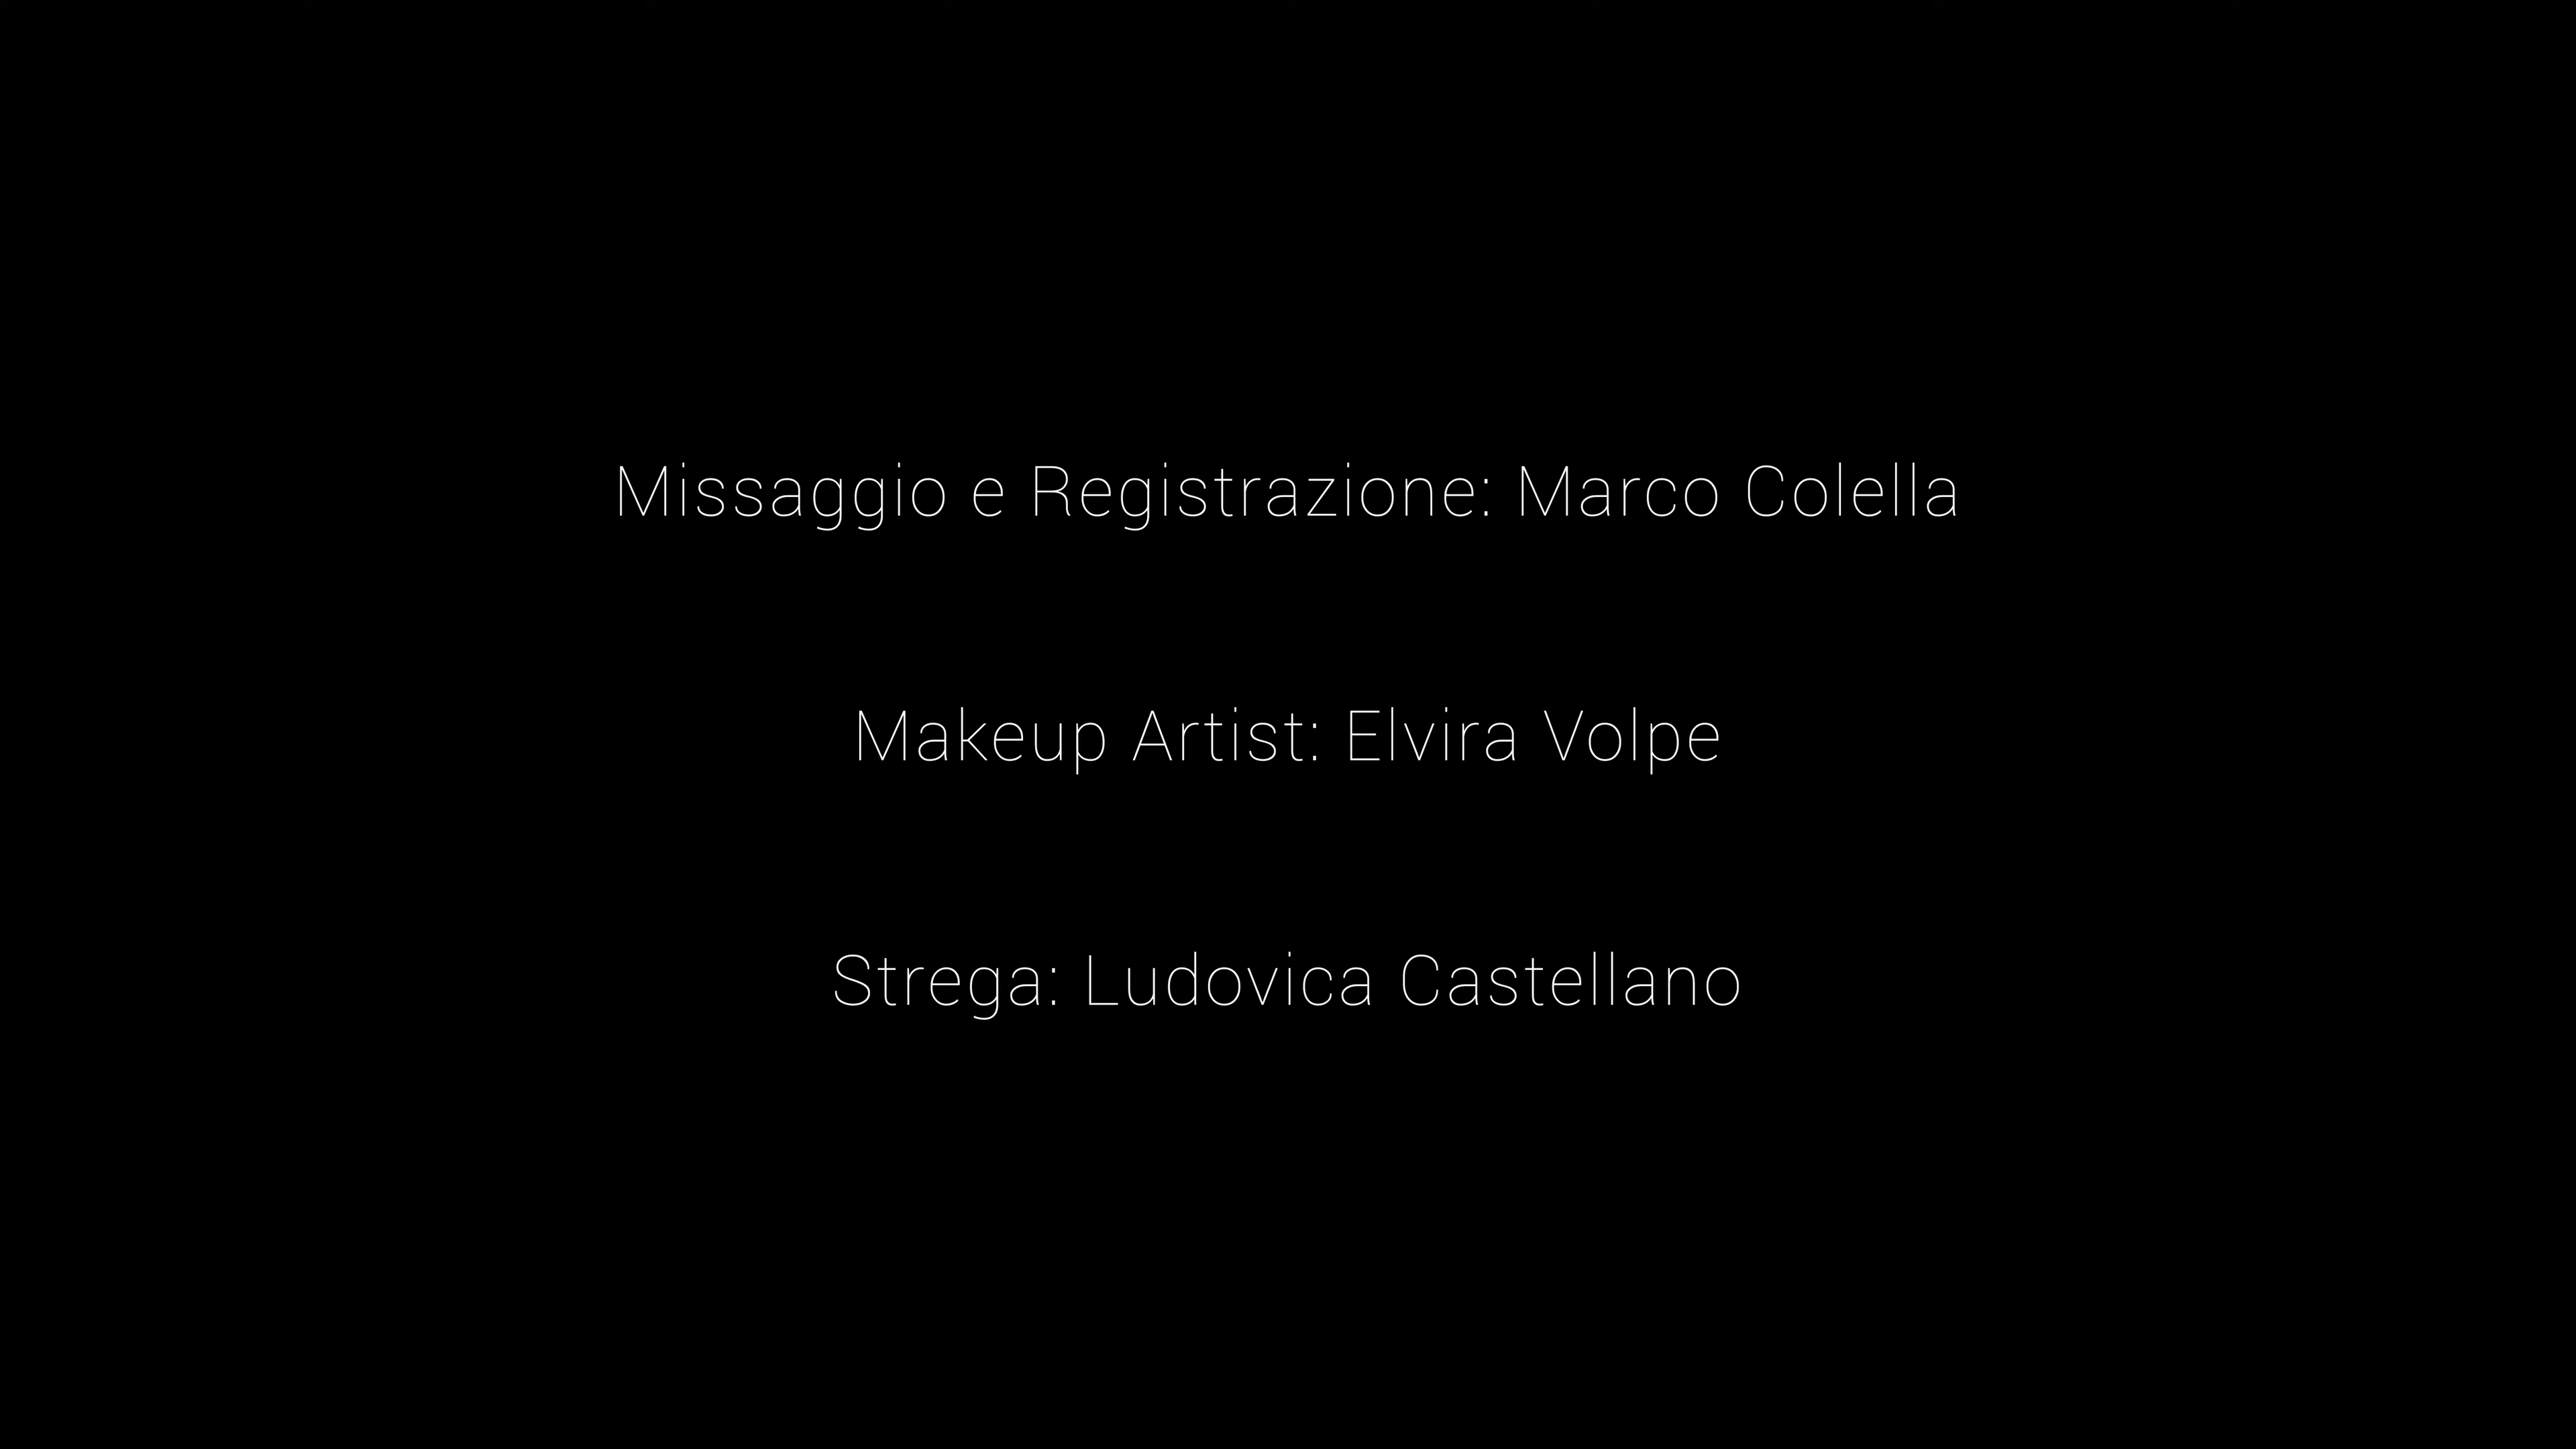 Missaggio e Registrazione: Marco Colella
Makeup Artist: Elvira Volpe
Strega: Ludovica Castellano